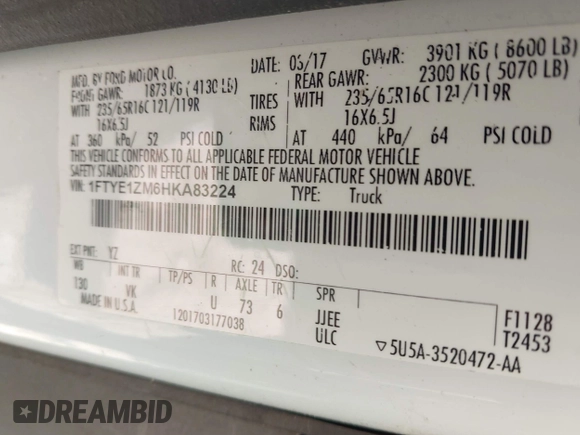 MFD. BY FORD MOTOR CO.
DATE: 06/17 GVWR: 3901 KG ( 8600 LB)
FRONT GAWR: 1873 KG ( 4130 LB)
REAR GAWR: 2300 KG ( 5070 LB)
WITH 235/65R16C 121/119R TIRES WITH 235/65R16C 121/119R
16X6.5J RIMS 16X6.5J
AT 360 kPa/ 52 PSI COLD AT 440 kPa/ 64 PSI COLD
THIS VEHICLE CONFORMS TO ALL APPLICABLE FEDERAL MOTOR VEHICLE
SAFETY STANDARDS IN EFFECT ON THE DATE OF MANUFACTURE SHOWN ABOVE.
VIN: 1FTYE1ZM6HKA83224 TYPE: Truck
EXT PNT: YZ RC: 24 DSO:
WB INT TR TP/PS R AXLE TR SPR
130 VK U 73 6 JJEE F1128
MADE IN U.S.A. 1201703177038 ULC T2453
▽5U5A-3520472-AA
DREAMBID